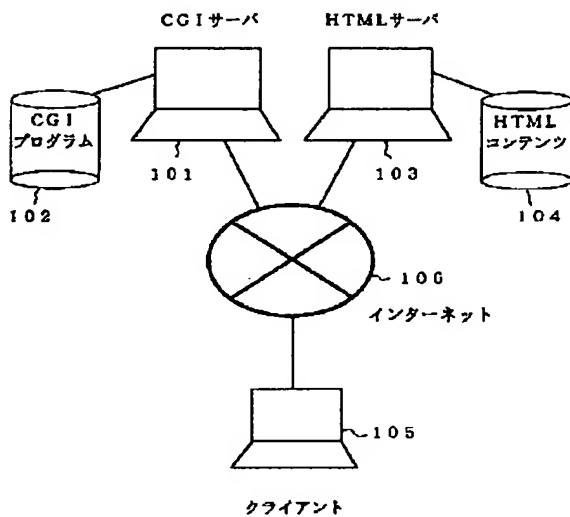 CGIサーバ
HTMLサーバ
CGI
プログラム
HTML
コンテンツ
101
103
102
104
106
インターネット
105
クライアント